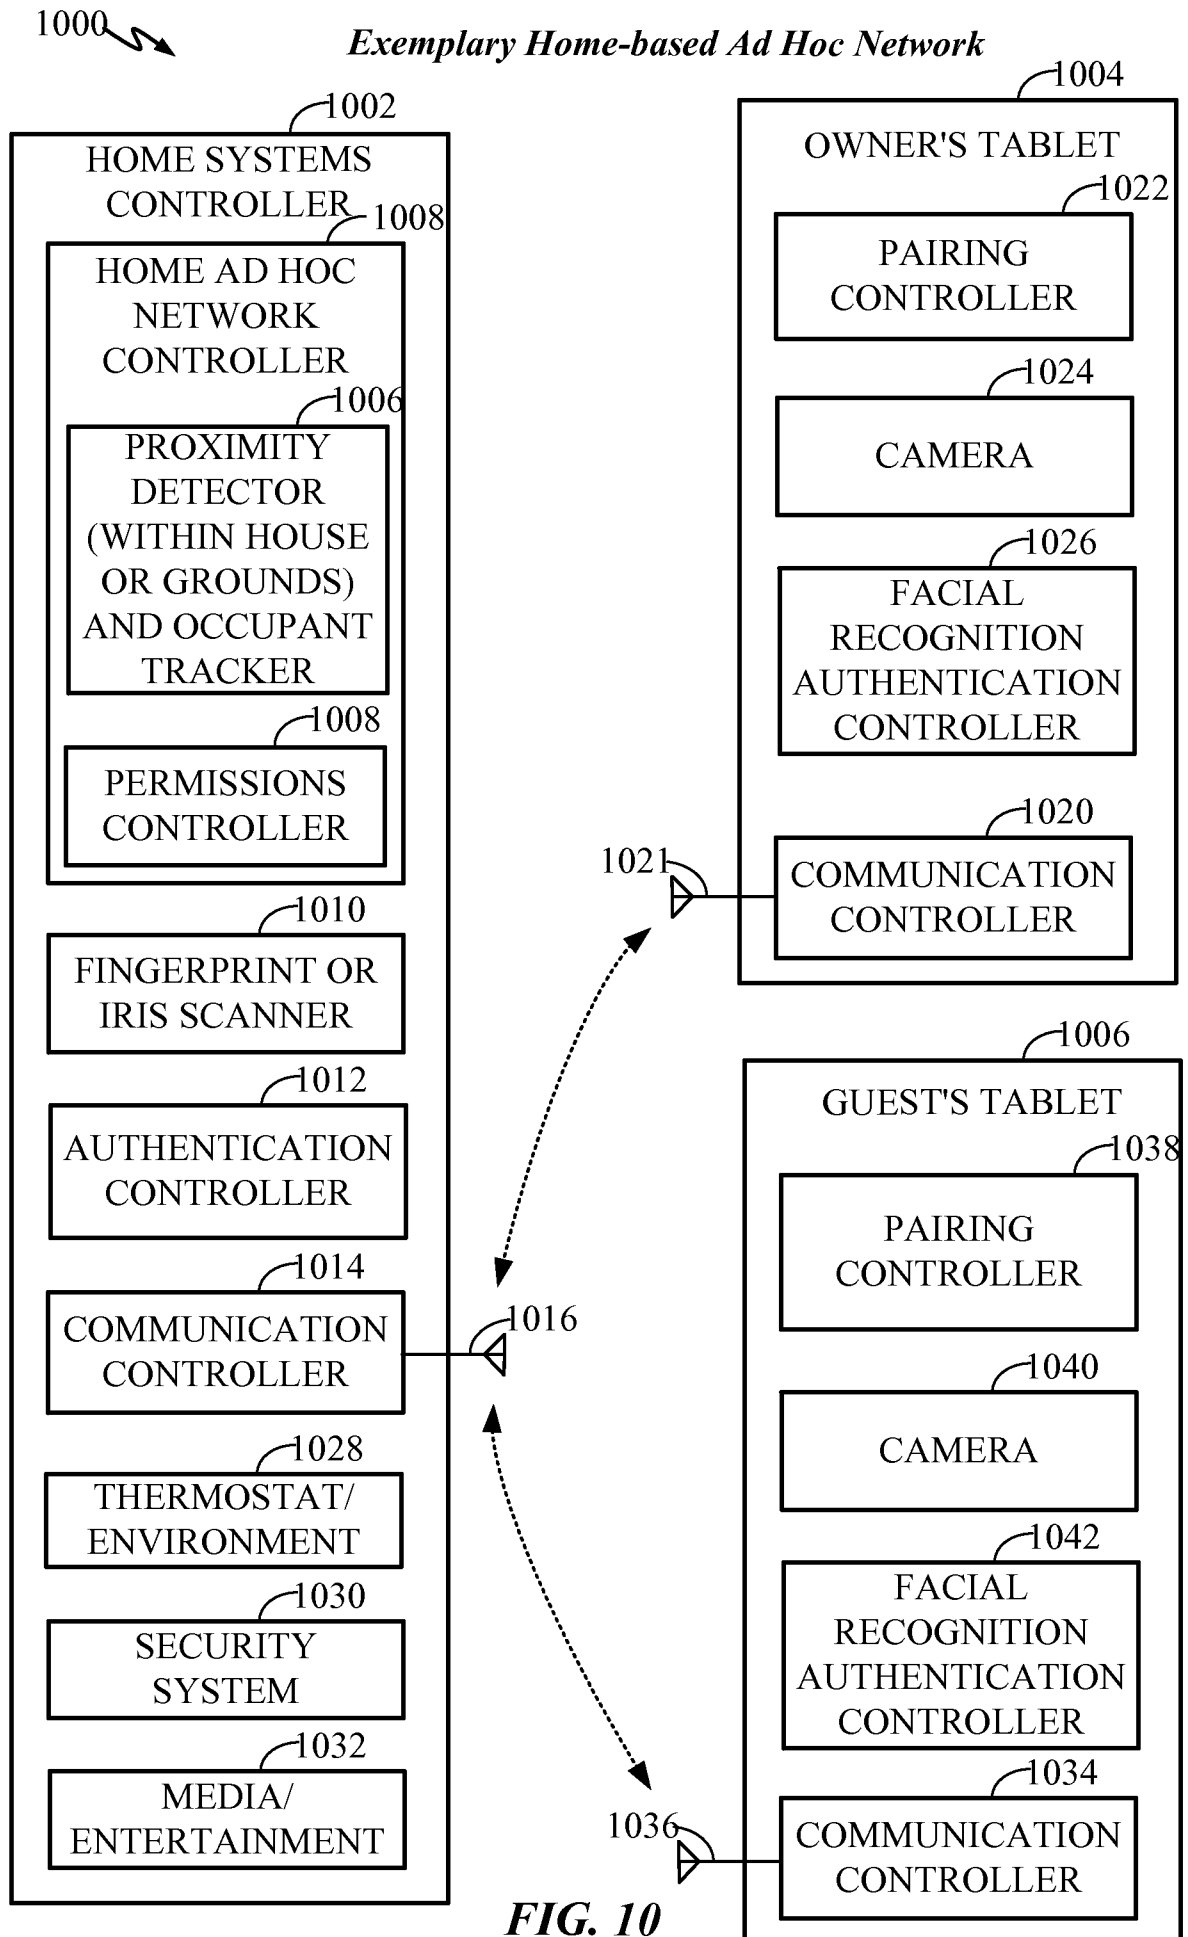 1000
Exemplary Home-based Ad Hoc Network
1002
HOME SYSTEMS
CONTROLLER
1008
HOME AD HOC
NETWORK
CONTROLLER
1006
PROXIMITY
DETECTOR
(WITHIN HOUSE
OR GROUNDS)
AND OCCUPANT
TRACKER
1008
PERMISSIONS
CONTROLLER
1010
FINGERPRINT OR
IRIS SCANNER
1012
AUTHENTICATION
CONTROLLER
1014
COMMUNICATION
CONTROLLER
1016
1028
THERMOSTAT/
ENVIRONMENT
1030
SECURITY
SYSTEM
1032
MEDIA/
ENTERTAINMENT
1004
OWNER'S TABLET
1022
PAIRING
CONTROLLER
1024
CAMERA
1026
FACIAL
RECOGNITION
AUTHENTICATION
CONTROLLER
1020
1021
COMMUNICATION
CONTROLLER
1006
GUEST'S TABLET
1038
PAIRING
CONTROLLER
1040
CAMERA
1042
FACIAL
RECOGNITION
AUTHENTICATION
CONTROLLER
1034
1036
COMMUNICATION
CONTROLLER
FIG. 10